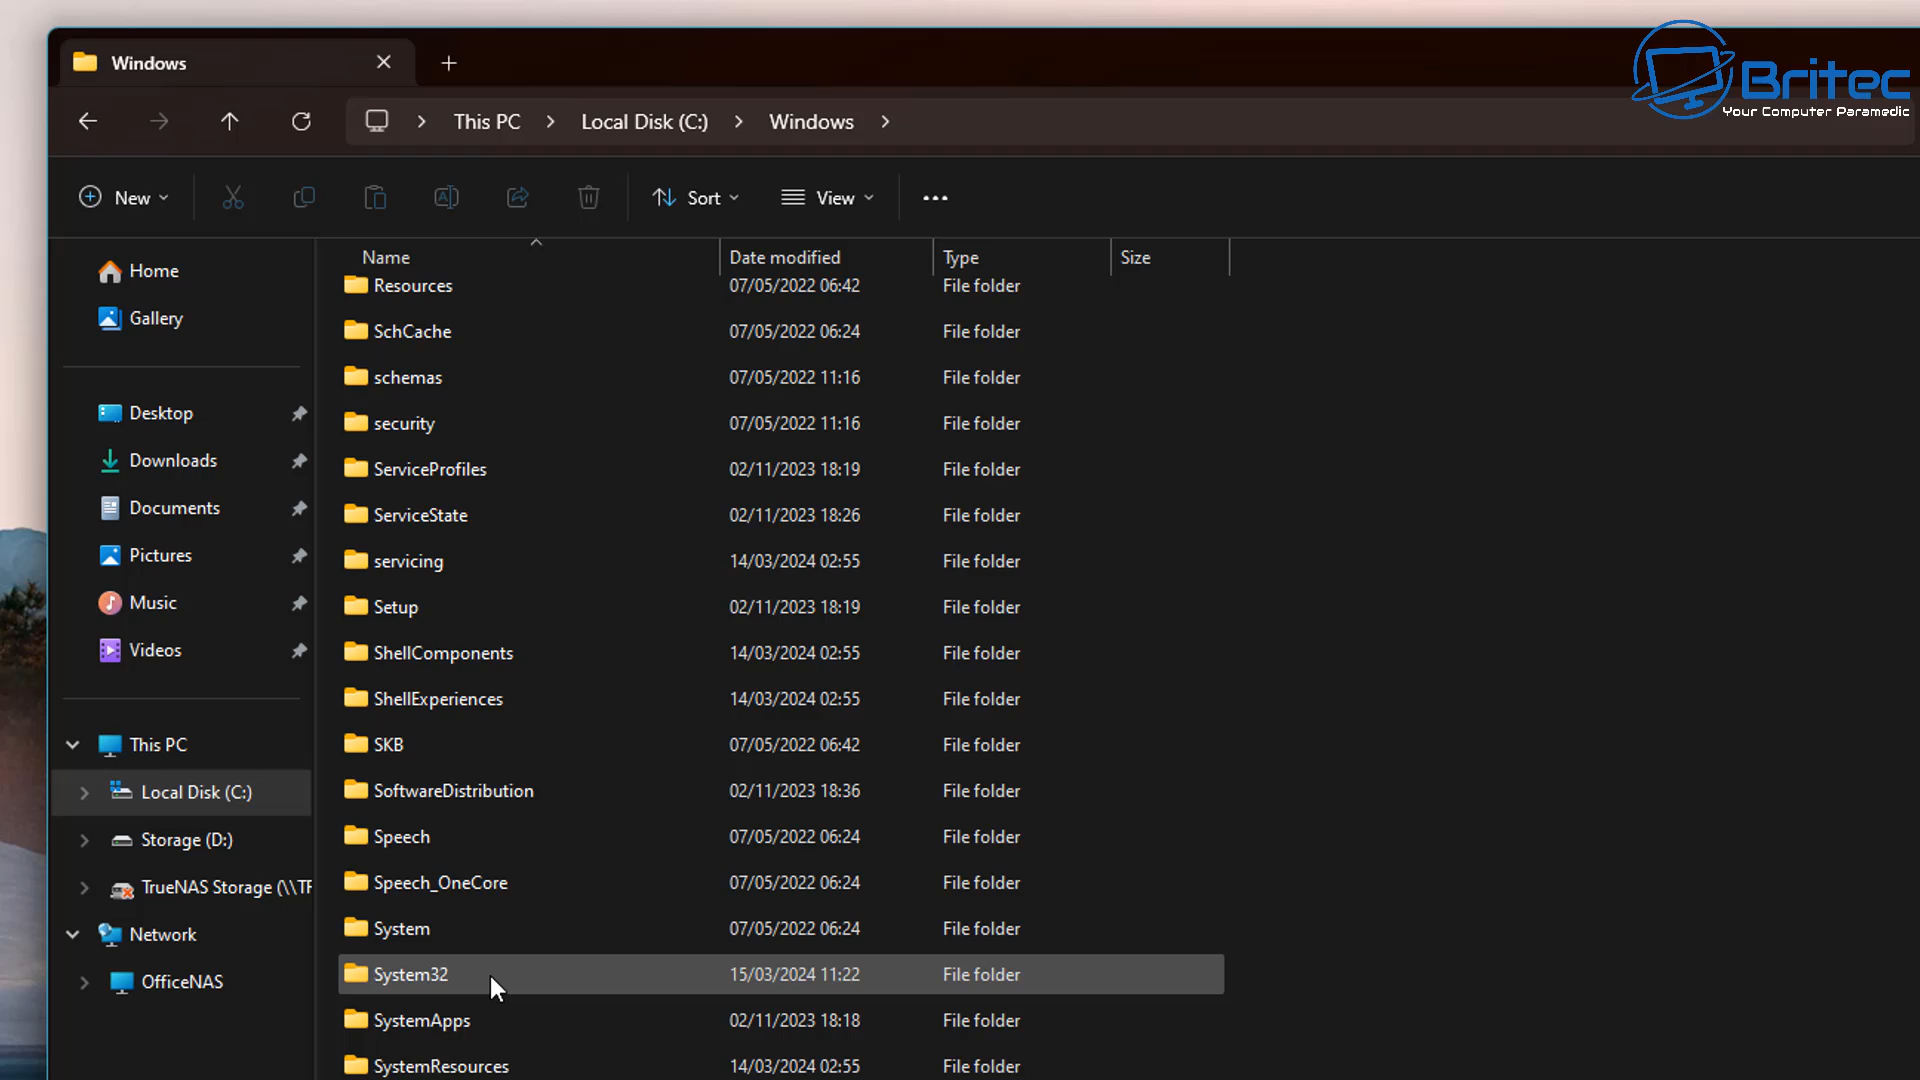 Windows
Britec
Your Computer Paramedic
This PC > Local Disk (C:) > Windows >
New Sort View
Name Date modified Type Size
Home
Gallery
Desktop
Downloads
Documents
Pictures
Music
Videos
This PC
Local Disk (C:)
Storage (D:)
TrueNAS Storage (\\TF
Network
OfficeNAS
Resources 07/05/2022 06:42 File folder
SchCache 07/05/2022 06:24 File folder
schemas 07/05/2022 11:16 File folder
security 07/05/2022 11:16 File folder
ServiceProfiles 02/11/2023 18:19 File folder
ServiceState 02/11/2023 18:26 File folder
servicing 14/03/2024 02:55 File folder
Setup 02/11/2023 18:19 File folder
ShellComponents 14/03/2024 02:55 File folder
ShellExperiences 14/03/2024 02:55 File folder
SKB 07/05/2022 06:42 File folder
SoftwareDistribution 02/11/2023 18:36 File folder
Speech 07/05/2022 06:24 File folder
Speech_OneCore 07/05/2022 06:24 File folder
System 07/05/2022 06:24 File folder
System32 15/03/2024 11:22 File folder
SystemApps 02/11/2023 18:18 File folder
SystemResources 14/03/2024 02:55 File folder